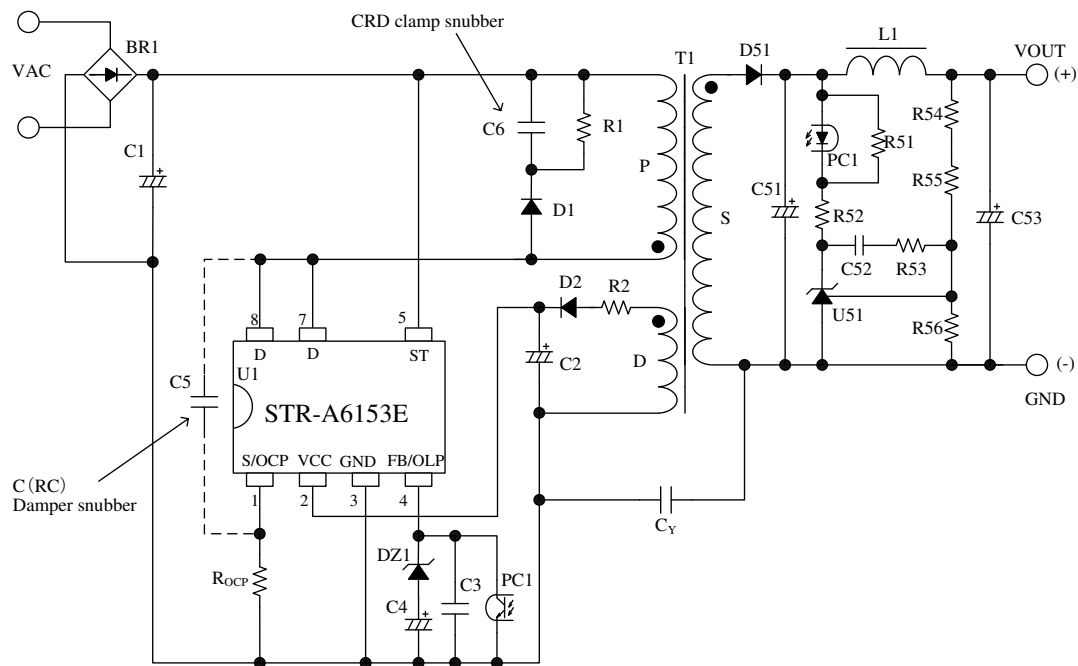 CRD clamp snubber
BR1
VAC
C1
T1
D51
L1
VOUT
(+)
C6
R1
P
D1
S
C51
PC1
R51
R52
C52
R53
U51
R54
R55
R56
C53
(-)
GND
D2
R2
C2
D
8
7
5
D
D
ST
U1
STR-A6153E
S/OCP
VCC
GND
FB/OLP
1
2
3
4
C5
C(RC)
Damper snubber
ROCP
DZ1
C4
C3
PC1
CY